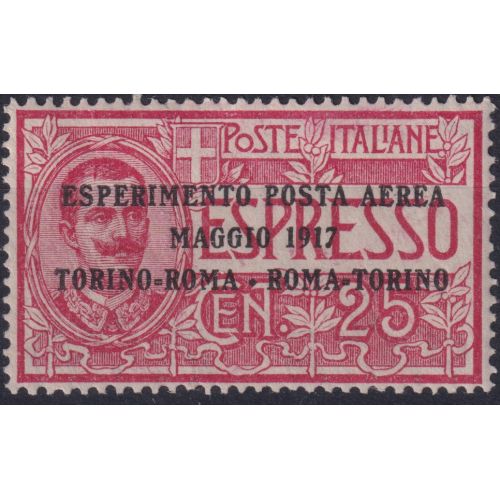 POSTE ITALIANE
ESPERIMENTO POSTA AEREA
ESPRESSO
MAGGIO 1917
TORINO-ROMA • ROMA-TORINO
CEN. 25